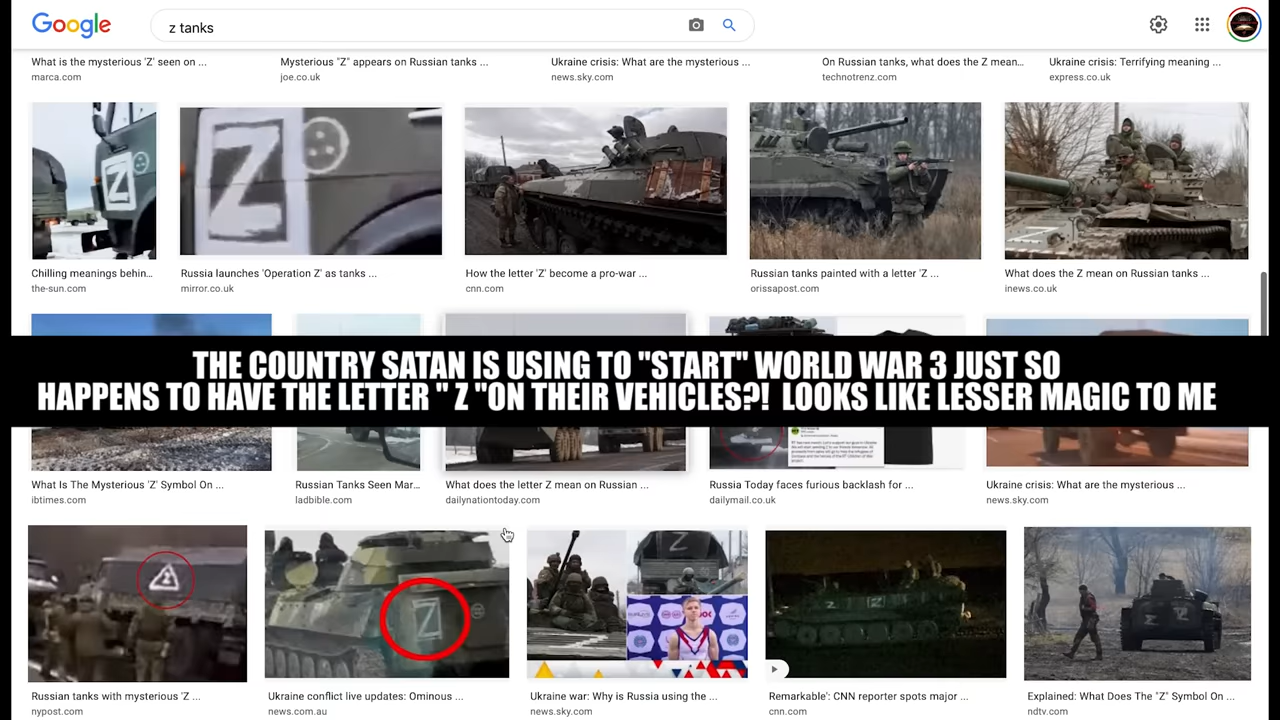 Google
z tanks
What is the mysterious 'Z' seen on ...
marca.com
Mysterious "Z" appears on Russian tanks ...
joe.co.uk
Ukraine crisis: What are the mysterious ...
news.sky.com
On Russian tanks, what does the Z mean...
technotrenz.com
Ukraine crisis: Terrifying meaning ...
express.co.uk
Z
Z
Z
Chilling meanings behin...
the-sun.com
Russia launches 'Operation Z' as tanks ...
mirror.co.uk
How the letter 'Z' become a pro-war ...
cnn.com
Russian tanks painted with a letter 'Z ...
orissapost.com
What does the Z mean on Russian tanks ...
inews.co.uk
THE COUNTRY SATAN IS USING TO "START" WORLD WAR 3 JUST SO
HAPPENS TO HAVE THE LETTER " Z "ON THEIR VEHICLES?! LOOKS LIKE LESSER MAGIC TO ME
What Is The Mysterious 'Z' Symbol On ...
ibtimes.com
Russian Tanks Seen Mar...
ladbible.com
What does the letter Z mean on Russian ...
dailynationtoday.com
Russia Today faces furious backlash for ...
dailymail.co.uk
Ukraine crisis: What are the mysterious ...
news.sky.com
Z
Z
Z Z
Z Z
Russian tanks with mysterious 'Z ...
nypost.com
Ukraine conflict live updates: Ominous ...
news.com.au
Ukraine war: Why is Russia using the ...
news.sky.com
Remarkable': CNN reporter spots major ...
cnn.com
Explained: What Does The "Z" Symbol On ...
ndtv.com